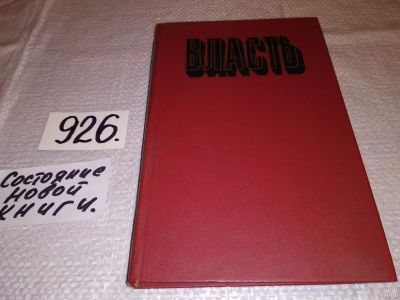 ВЛАСТЬ
926.
Состояние
новой
книги.